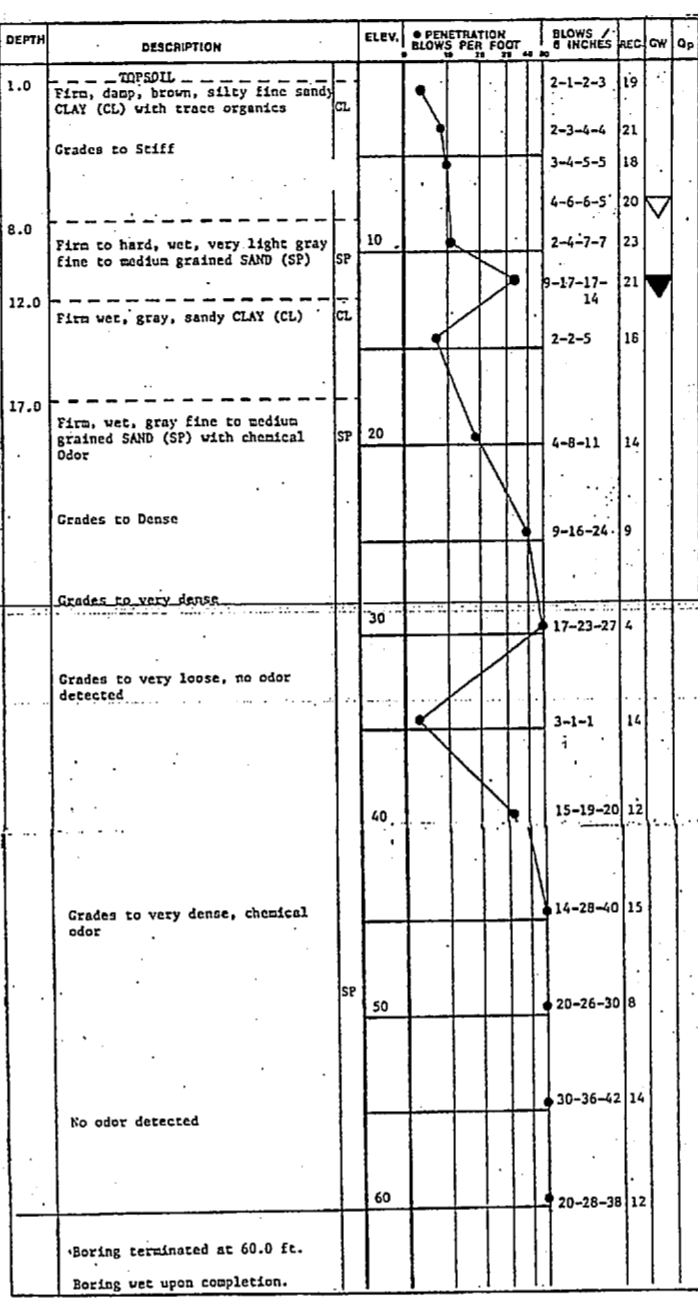 DEPTH DESCRIPTION ELEV. ● PENETRATION BLOWS PER FOOT BLOWS / 6 INCHES REC. GW Qp
0 10 20 30 40 50
TOPSOIL
1.0 Firm, damp, brown, silty fine sandy 2-1-2-3 19
CLAY (CL) with trace organics CL
2-3-4-4 21
Grades to Stiff
3-4-5-5 18
4-6-6-5 20
8.0
Firm to hard, wet, very light gray 10 2-4-7-7 23
fine to medium grained SAND (SP) SP
9-17-17- 21
14
12.0
Firm wet, gray, sandy CLAY (CL) CL
2-2-5 16
17.0
Firm, wet, gray fine to medium
grained SAND (SP) with chemical SP 20 4-8-11 14
Odor
Grades to Dense 9-16-24 9
Grades to very dense
30 17-23-27 4
Grades to very loose, no odor
detected
3-1-1 14
40 15-19-20 12
Grades to very dense, chemical 14-28-40 15
odor
SP
50 20-26-30 8
30-36-42 14
No odor detected
60 20-28-38 12
Boring terminated at 60.0 ft.
Boring wet upon completion.